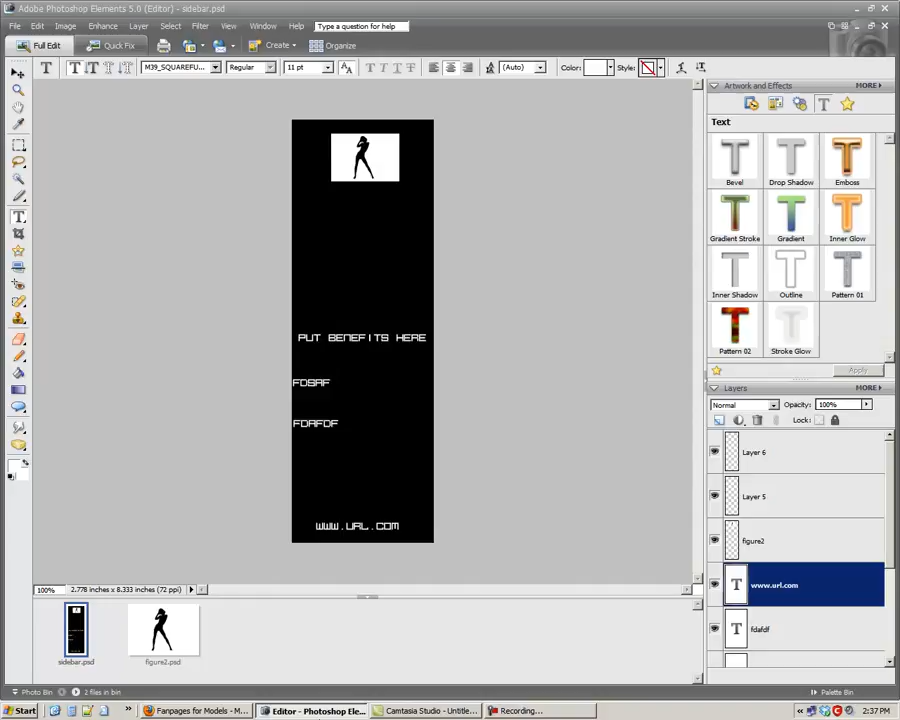 Adobe Photoshop Elements 5.0 (Editor) - sidebar.psd
File Edit Image Enhance Layer Select Filter View Window Help Type a question for help
Full Edit Quick Fix Create Organize
M39_SQUAREFU... Regular 11 pt (Auto) Color: Style:
Artwork and Effects MORE
Text
Bevel Drop Shadow Emboss
Gradient Stroke Gradient Inner Glow
Inner Shadow Outline Pattern 01
Pattern 02 Stroke Glow
Apply
PUT BENEFITS HERE
FDSAF
FDAFDF
WWW.URL.COM
Layers MORE
Normal Opacity: 100%
Lock:
Layer 6
Layer 5
figure2
www.url.com
fdafdf
100% 2.778 inches x 8.333 inches (72 ppi)
sidebar.psd figure2.psd
Photo Bin 2 files in bin Palette Bin
Start Fanpages for Models - M... Editor - Photoshop Ele... Camtasia Studio - Untitle... Recording... 2:37 PM